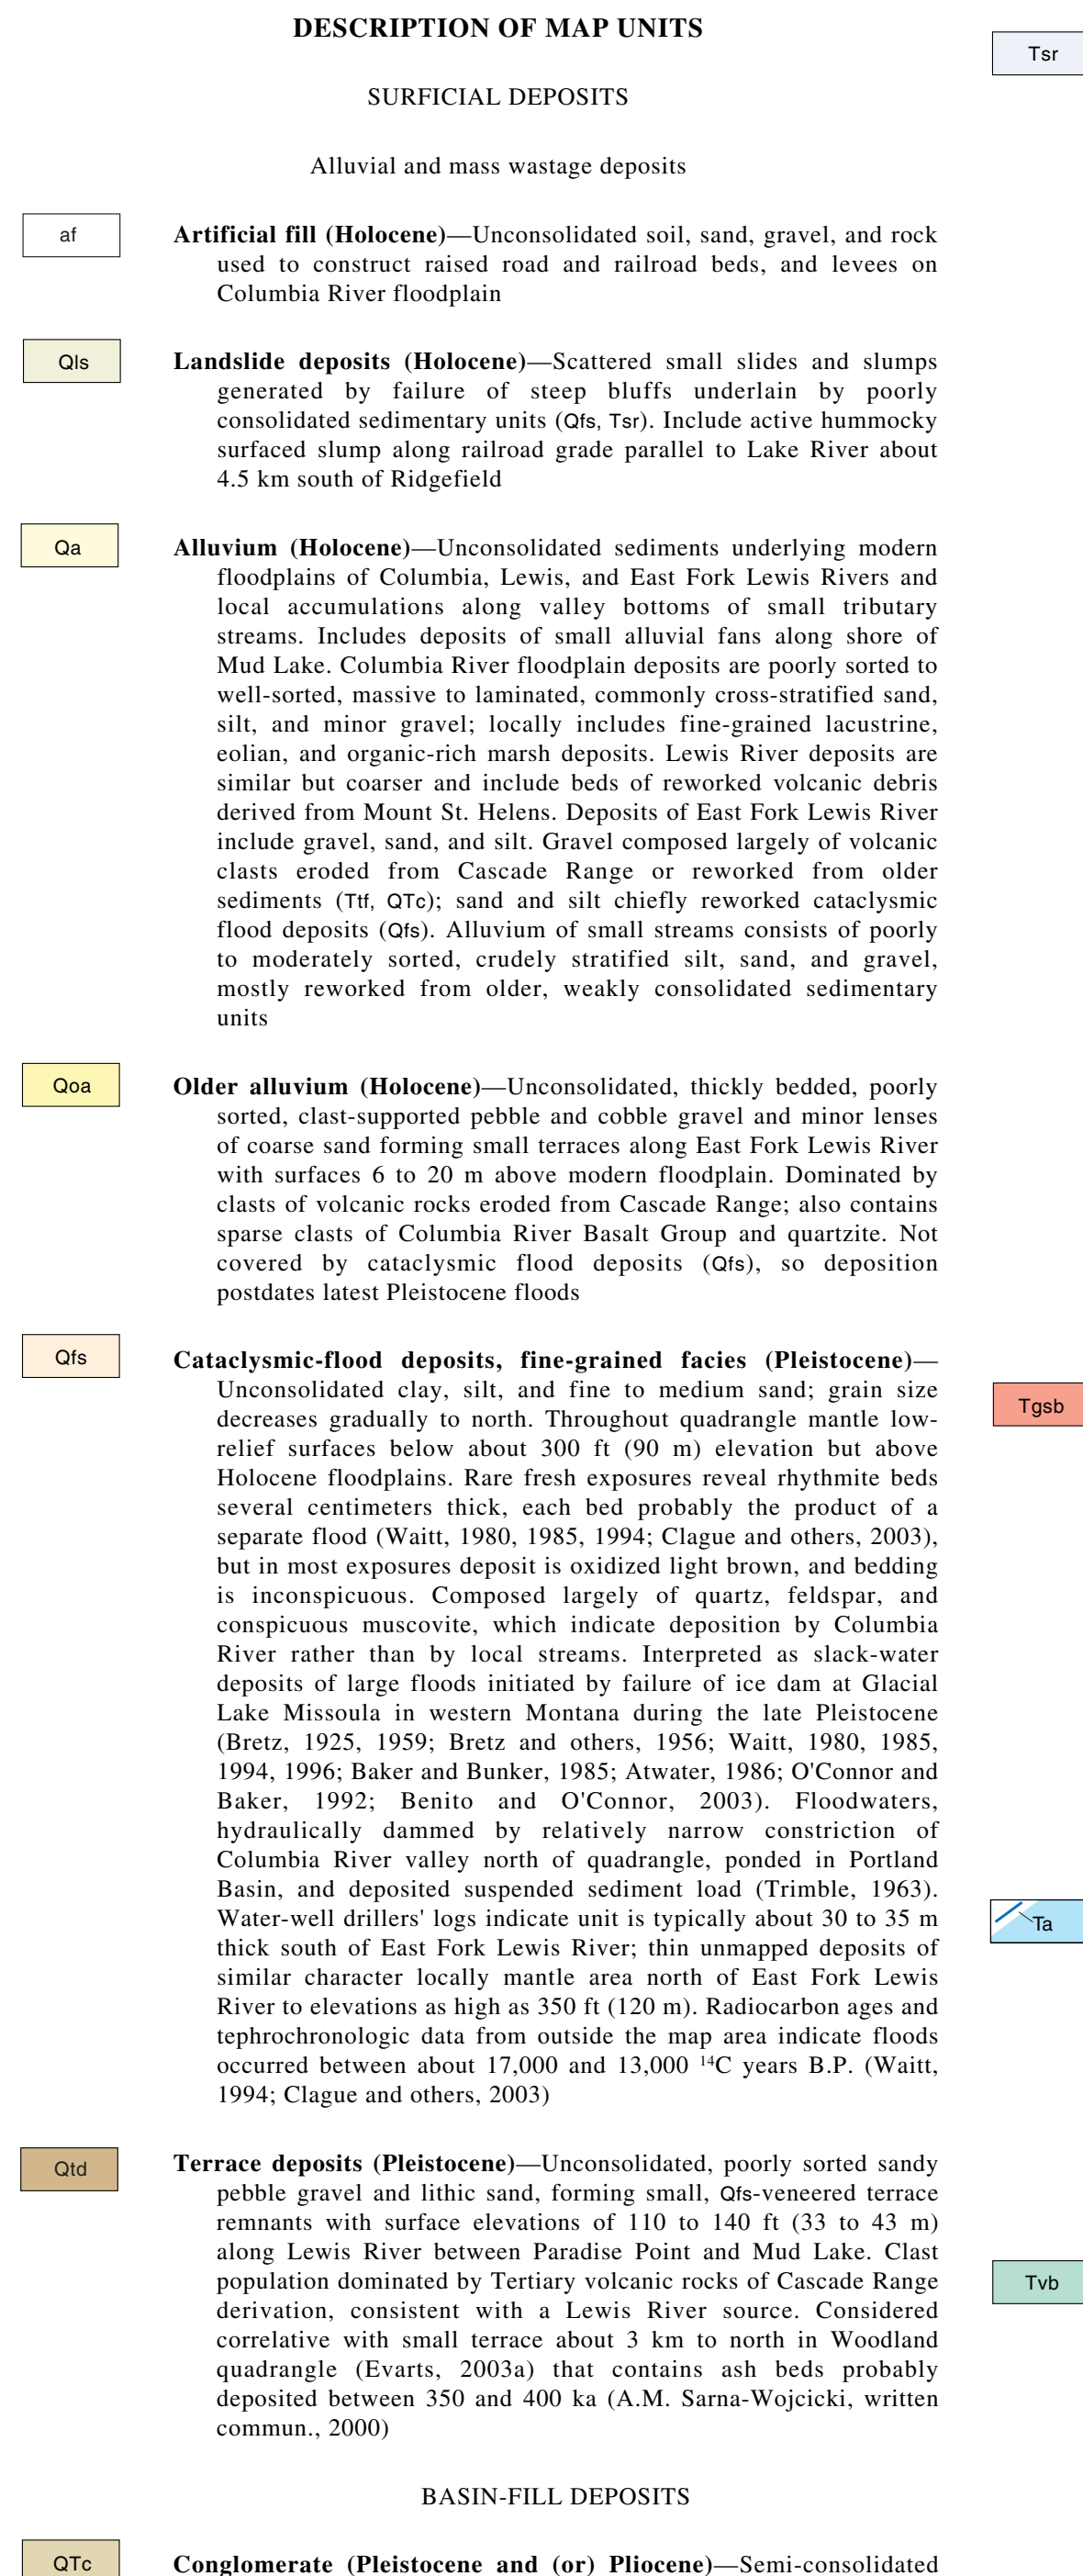 DESCRIPTION OF MAP UNITS
SURFICIAL DEPOSITS
Alluvial and mass wastage deposits
af
Artificial fill (Holocene)—Unconsolidated soil, sand, gravel, and rock
used to construct raised road and railroad beds, and levees on
Columbia River floodplain
Qls
Landslide deposits (Holocene)—Scattered small slides and slumps
generated by failure of steep bluffs underlain by poorly
consolidated sedimentary units (Qfs, Tsr). Include active hummocky
surfaced slump along railroad grade parallel to Lake River about
4.5 km south of Ridgefield
Qa
Alluvium (Holocene)—Unconsolidated sediments underlying modern
floodplains of Columbia, Lewis, and East Fork Lewis Rivers and
local accumulations along valley bottoms of small tributary
streams. Includes deposits of small alluvial fans along shore of
Mud Lake. Columbia River floodplain deposits are poorly sorted to
well-sorted, massive to laminated, commonly cross-stratified sand,
silt, and minor gravel; locally includes fine-grained lacustrine,
eolian, and organic-rich marsh deposits. Lewis River deposits are
similar but coarser and include beds of reworked volcanic debris
derived from Mount St. Helens. Deposits of East Fork Lewis River
include gravel, sand, and silt. Gravel composed largely of volcanic
clasts eroded from Cascade Range or reworked from older
sediments (Ttf, QTc); sand and silt chiefly reworked cataclysmic
flood deposits (Qfs). Alluvium of small streams consists of poorly
to moderately sorted, crudely stratified silt, sand, and gravel,
mostly reworked from older, weakly consolidated sedimentary
units
Qoa
Older alluvium (Holocene)—Unconsolidated, thickly bedded, poorly
sorted, clast-supported pebble and cobble gravel and minor lenses
of coarse sand forming small terraces along East Fork Lewis River
with surfaces 6 to 20 m above modern floodplain. Dominated by
clasts of volcanic rocks eroded from Cascade Range; also contains
sparse clasts of Columbia River Basalt Group and quartzite. Not
covered by cataclysmic flood deposits (Qfs), so deposition
postdates latest Pleistocene floods
Qfs
Cataclysmic-flood deposits, fine-grained facies (Pleistocene)—
Unconsolidated clay, silt, and fine to medium sand; grain size
decreases gradually to north. Throughout quadrangle mantle low-
relief surfaces below about 300 ft (90 m) elevation but above
Holocene floodplains. Rare fresh exposures reveal rhythmite beds
several centimeters thick, each bed probably the product of a
separate flood (Waitt, 1980, 1985, 1994; Clague and others, 2003),
but in most exposures deposit is oxidized light brown, and bedding
is inconspicuous. Composed largely of quartz, feldspar, and
conspicuous muscovite, which indicate deposition by Columbia
River rather than by local streams. Interpreted as slack-water
deposits of large floods initiated by failure of ice dam at Glacial
Lake Missoula in western Montana during the late Pleistocene
(Bretz, 1925, 1959; Bretz and others, 1956; Waitt, 1980, 1985,
1994, 1996; Baker and Bunker, 1985; Atwater, 1986; O'Connor and
Baker, 1992; Benito and O'Connor, 2003). Floodwaters,
hydraulically dammed by relatively narrow constriction of
Columbia River valley north of quadrangle, ponded in Portland
Basin, and deposited suspended sediment load (Trimble, 1963).
Water-well drillers' logs indicate unit is typically about 30 to 35 m
thick south of East Fork Lewis River; thin unmapped deposits of
similar character locally mantle area north of East Fork Lewis
River to elevations as high as 350 ft (120 m). Radiocarbon ages and
tephrochronologic data from outside the map area indicate floods
occurred between about 17,000 and 13,000 ¹⁴C years B.P. (Waitt,
1994; Clague and others, 2003)
Qtd
Terrace deposits (Pleistocene)—Unconsolidated, poorly sorted sandy
pebble gravel and lithic sand, forming small, Qfs-veneered terrace
remnants with surface elevations of 110 to 140 ft (33 to 43 m)
along Lewis River between Paradise Point and Mud Lake. Clast
population dominated by Tertiary volcanic rocks of Cascade Range
derivation, consistent with a Lewis River source. Considered
correlative with small terrace about 3 km to north in Woodland
quadrangle (Evarts, 2003a) that contains ash beds probably
deposited between 350 and 400 ka (A.M. Sarna-Wojcicki, written
commun., 2000)
BASIN-FILL DEPOSITS
QTc
Conglomerate (Pleistocene and (or) Pliocene)—Semi-consolidated
Tsr
Tgsb
Ta
Tvb